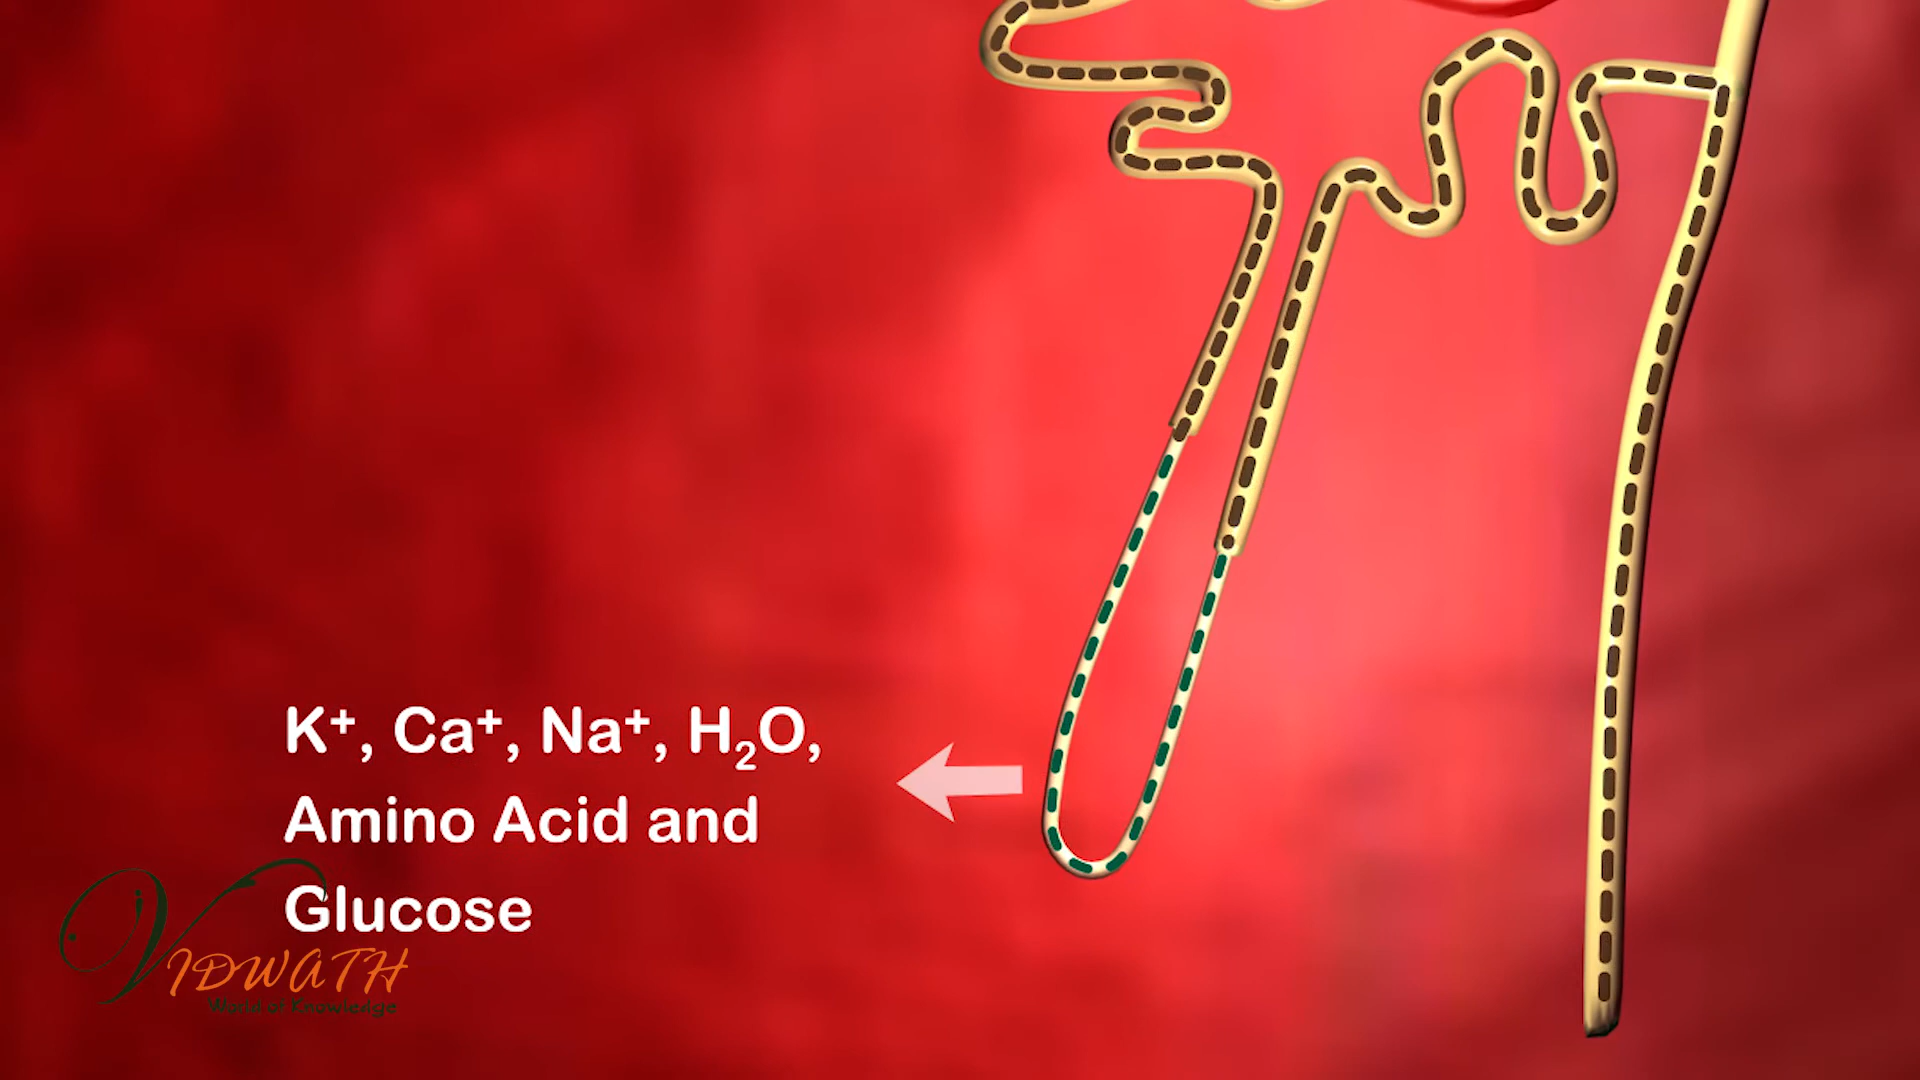 K⁺, Ca⁺, Na⁺, H₂O,
Amino Acid and
Glucose
VIDWATH
World of Knowledge